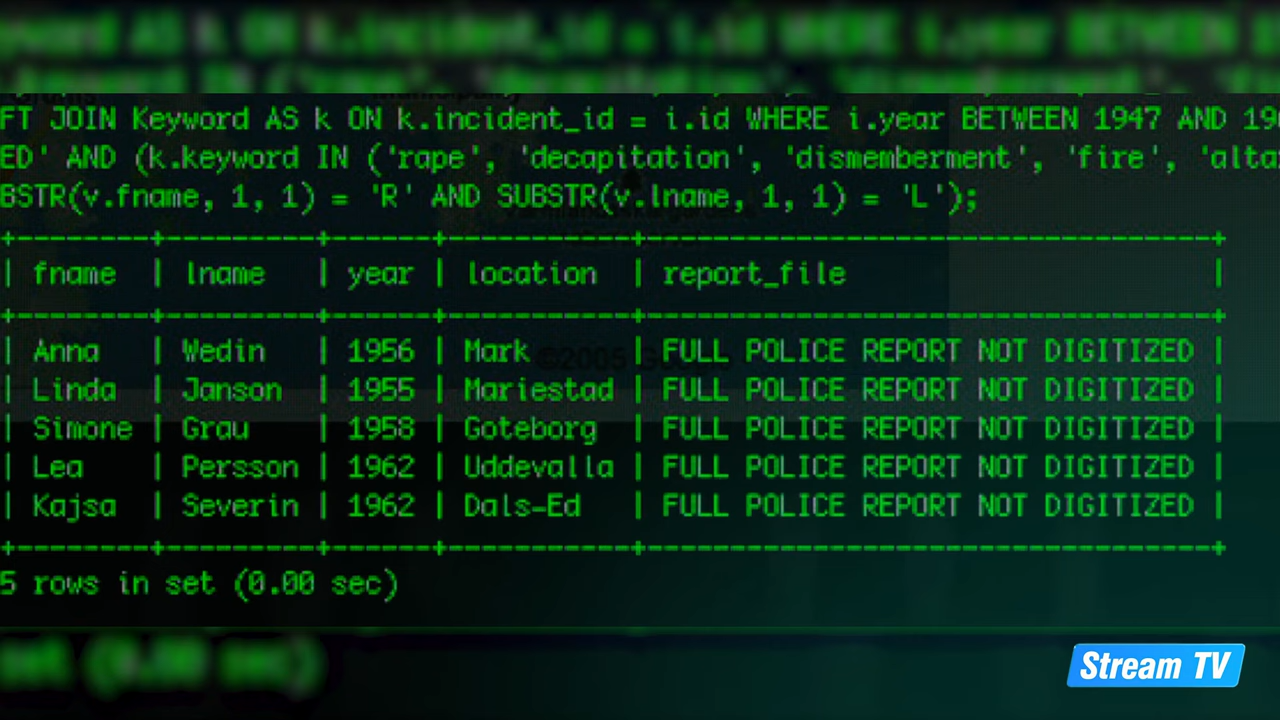 FT JOIN Keyword AS k ON k.incident_id = i.id WHERE i.year BETWEEN 1947 AND 196
ED' AND (k.keyword IN ('rape', 'decapitation', 'dismemberment', 'fire', 'alta
BSTR(v.fname, 1, 1) = 'R' AND SUBSTR(v.lname, 1, 1) = 'L');
| fname | lname | year | location | report_file |
| Anna | Wedin | 1956 | Mark | FULL POLICE REPORT NOT DIGITIZED |
| Linda | Janson | 1955 | Mariestad | FULL POLICE REPORT NOT DIGITIZED |
| Simone | Grau | 1958 | Goteborg | FULL POLICE REPORT NOT DIGITIZED |
| Lea | Persson | 1962 | Uddevalla | FULL POLICE REPORT NOT DIGITIZED |
| Kajsa | Severin | 1962 | Dals-Ed | FULL POLICE REPORT NOT DIGITIZED |
5 rows in set (0.00 sec)
Stream TV